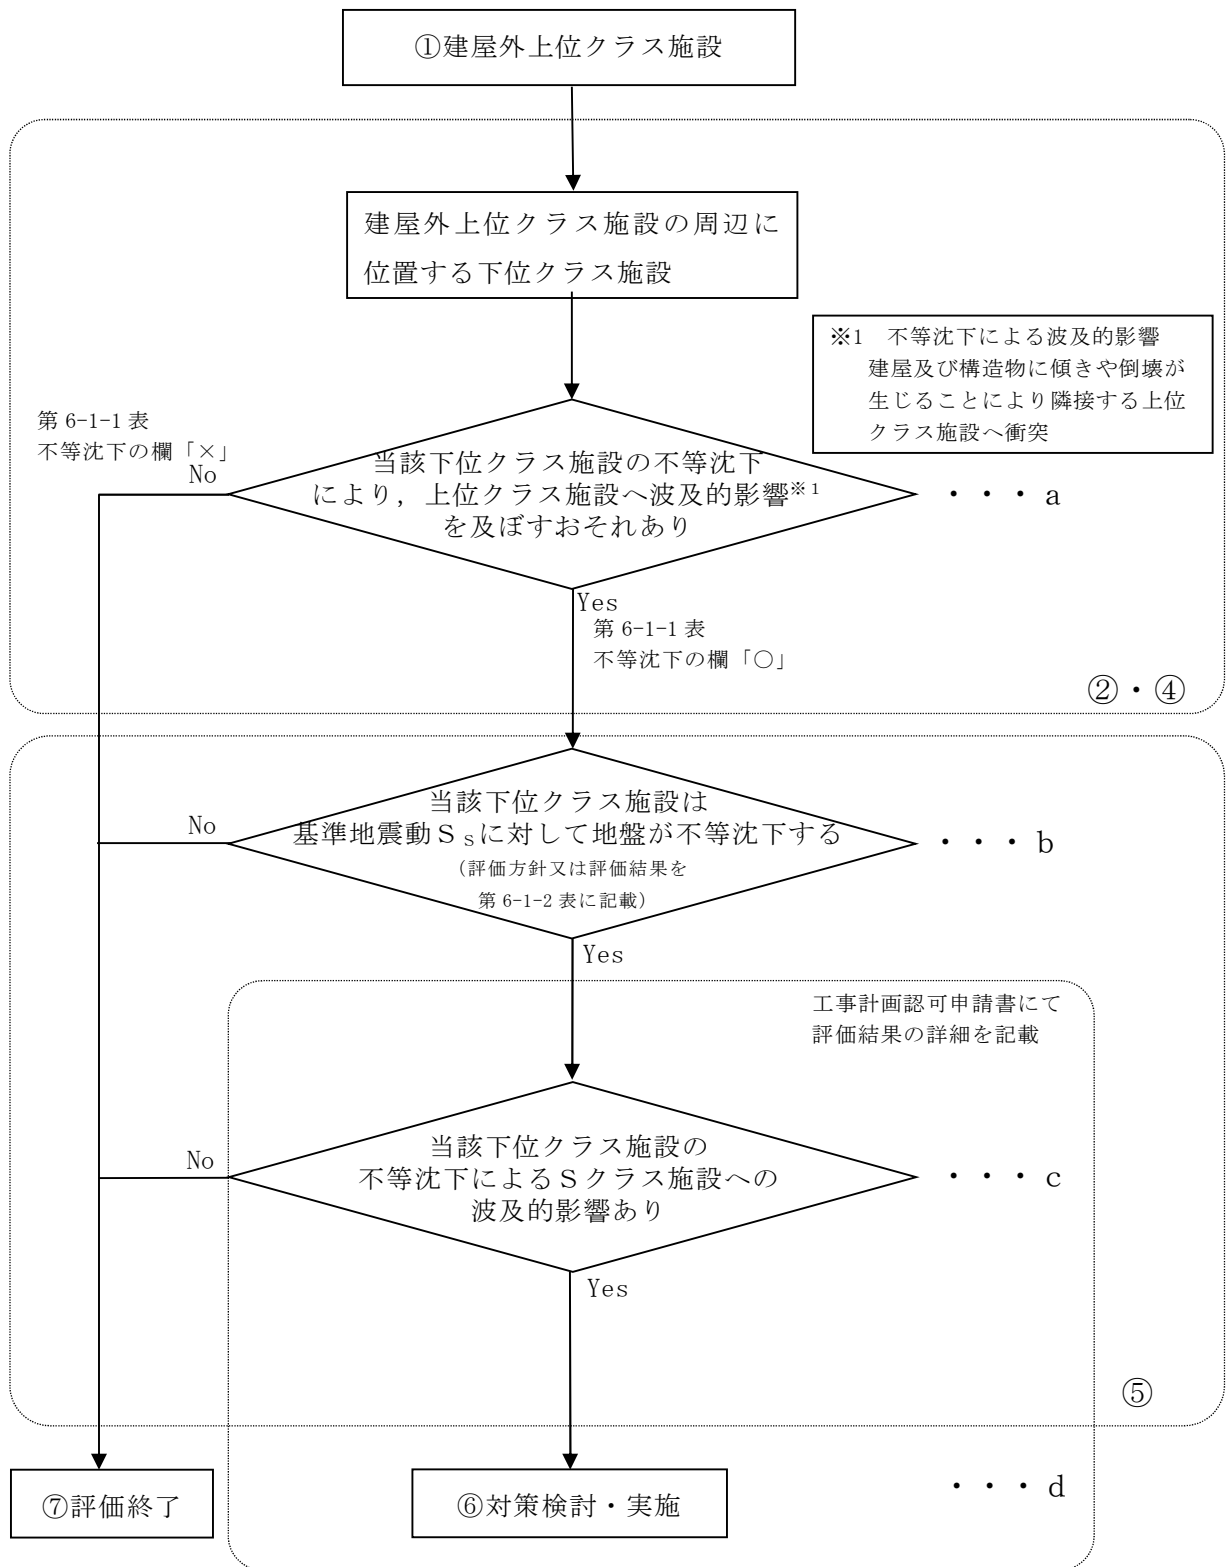 ①建屋外上位クラス施設
建屋外上位クラス施設の周辺に
位置する下位クラス施設
※1　不等沈下による波及的影響
建屋及び構造物に傾きや倒壊が
生じることにより隣接する上位
クラス施設へ衝突
第 6-1-1 表
不等沈下の欄「×」
No
当該下位クラス施設の不等沈下
により，上位クラス施設へ波及的影響※1
を及ぼすおそれあり
・・・a
Yes
第 6-1-1 表
不等沈下の欄「○」
②・④
No
当該下位クラス施設は
基準地震動Ｓsに対して地盤が不等沈下する
(評価方針又は評価結果を
第 6-1-2 表に記載)
・・・b
Yes
工事計画認可申請書にて
評価結果の詳細を記載
No
当該下位クラス施設の
不等沈下によるＳクラス施設への
波及的影響あり
・・・c
Yes
⑤
⑦評価終了
⑥対策検討・実施
・・・d